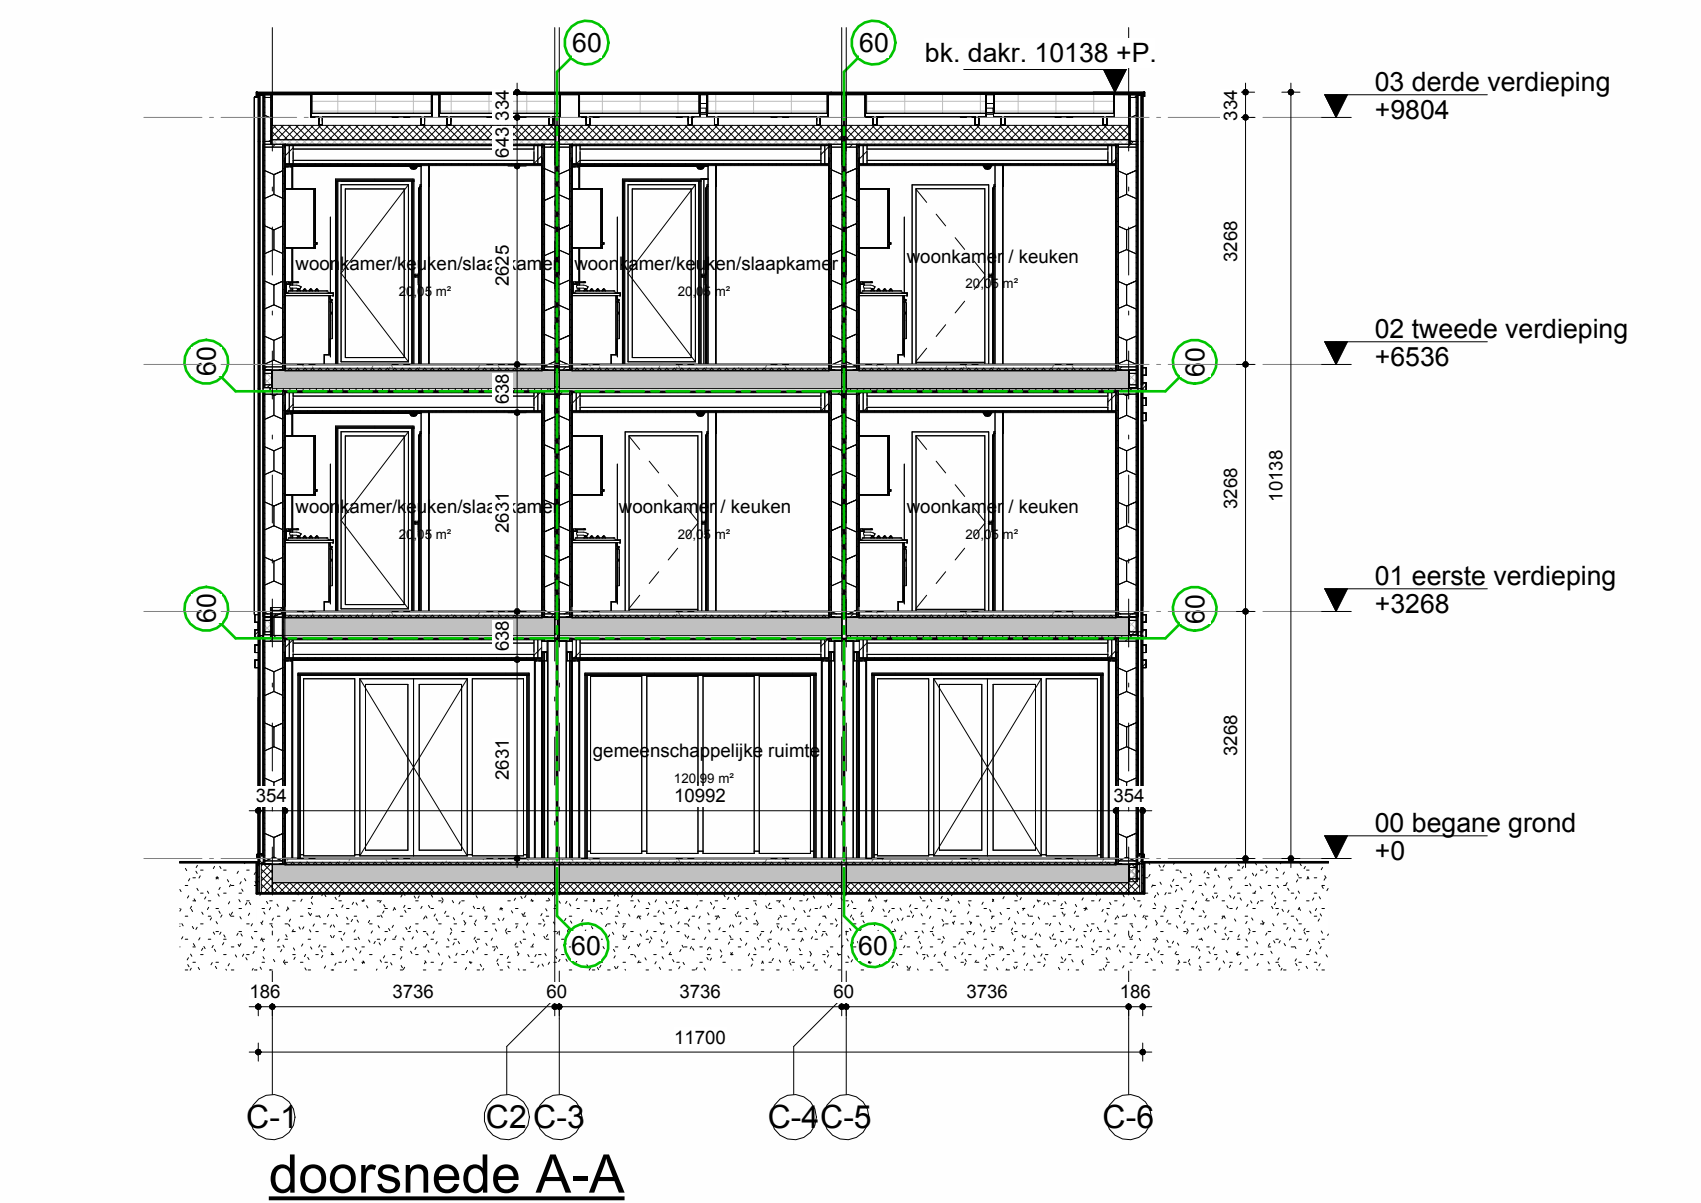 60
60
bk. dakr. 10138 +P.
03 derde verdieping
+9804
334
643
334
3268
2625
woonkamer/keuken/slaapkamer
20,05 m²
woonkamer/keuken/slaapkamer
20,05 m²
woonkamer / keuken
20,05 m²
02 tweede verdieping
+6536
60
60
638
3268
10138
2631
woonkamer/keuken/slaapkamer
20,05 m²
woonkamer / keuken
20,05 m²
woonkamer / keuken
20,05 m²
01 eerste verdieping
+3268
60
60
638
3268
2631
gemeenschappelijke ruimte
120,99 m²
354
10992
354
00 begane grond
+0
60
60
186
3736
60
3736
60
3736
186
11700
C-1
C2
C-3
C-4
C-5
C-6
doorsnede A-A